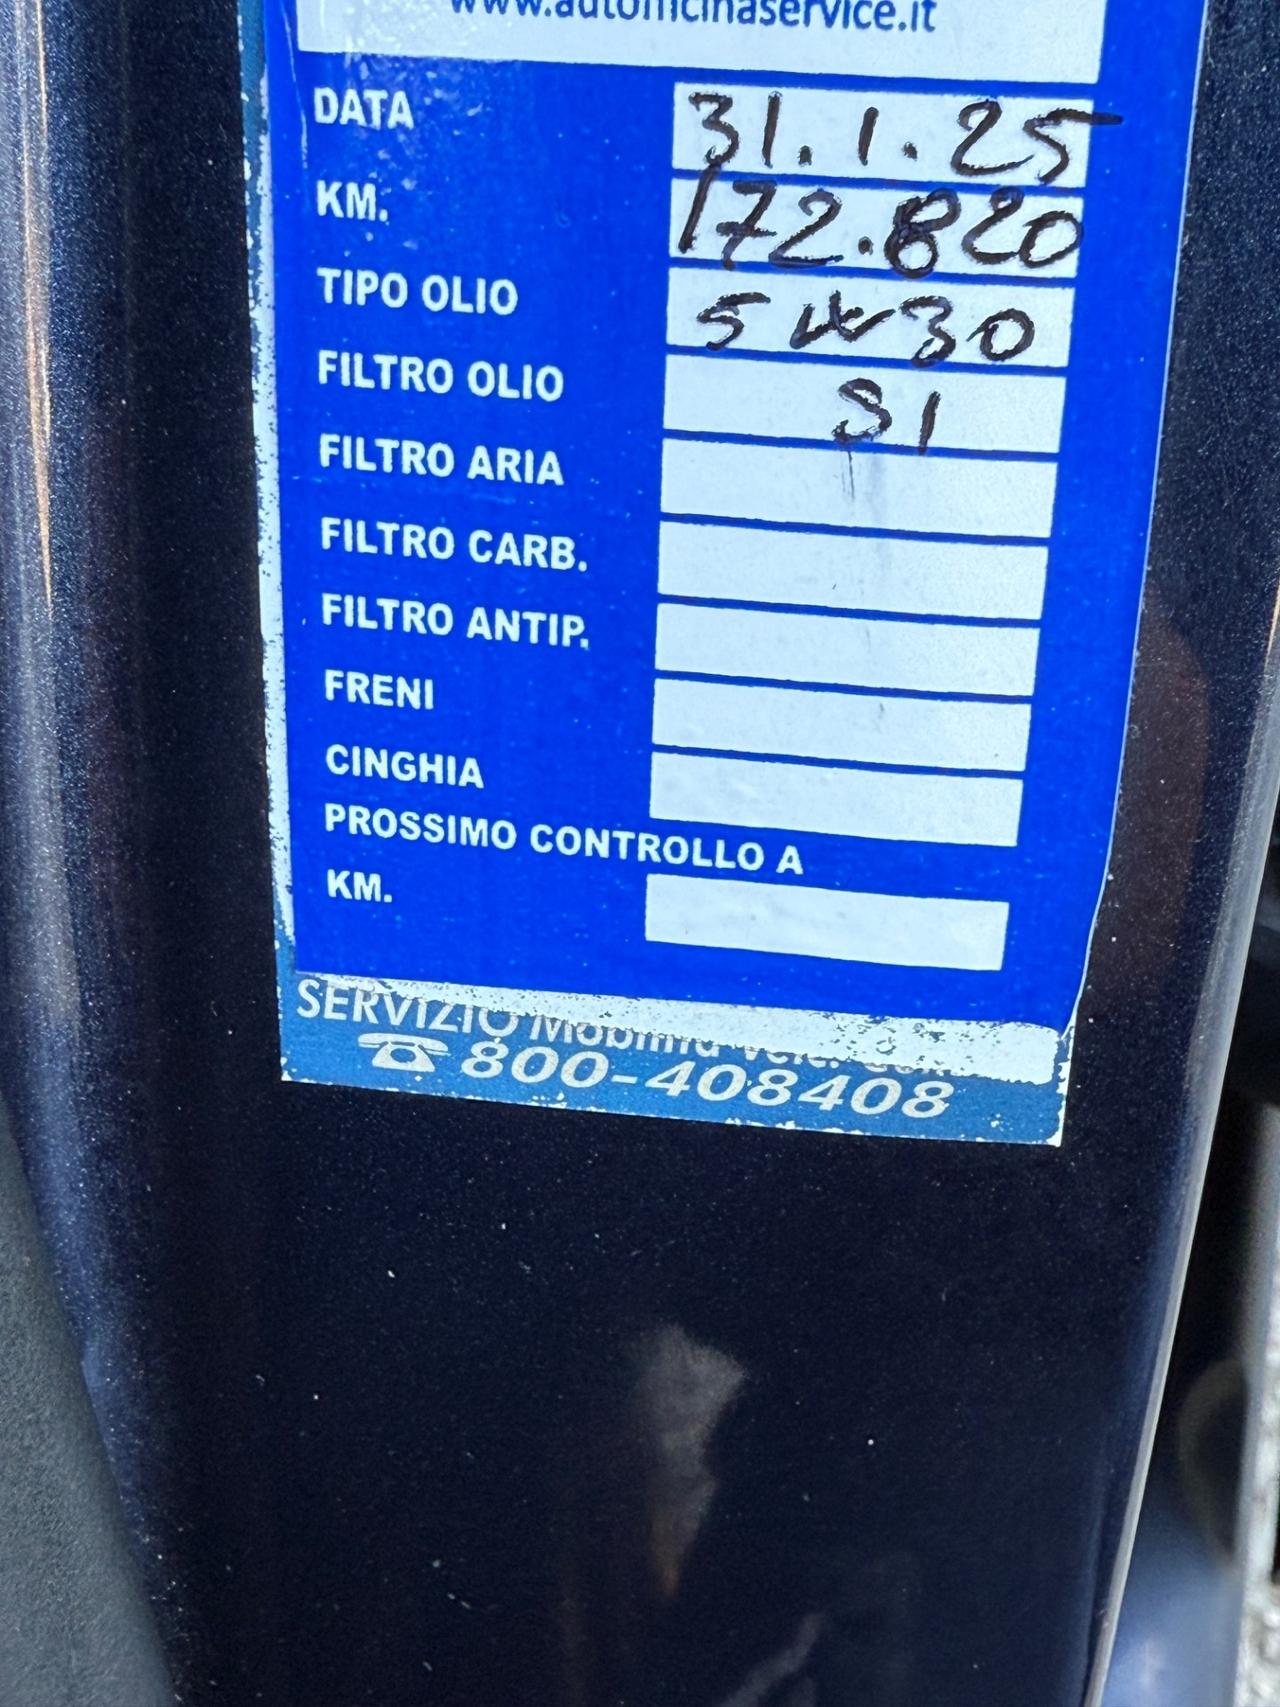 www.autofficinaservice.it
DATA 31.1.25
KM. 172.820
TIPO OLIO 5W30
FILTRO OLIO SI
FILTRO ARIA
FILTRO CARB.
FILTRO ANTIP.
FRENI
CINGHIA
PROSSIMO CONTROLLO A
KM.
SERVIZIO Mobilità
800-408408